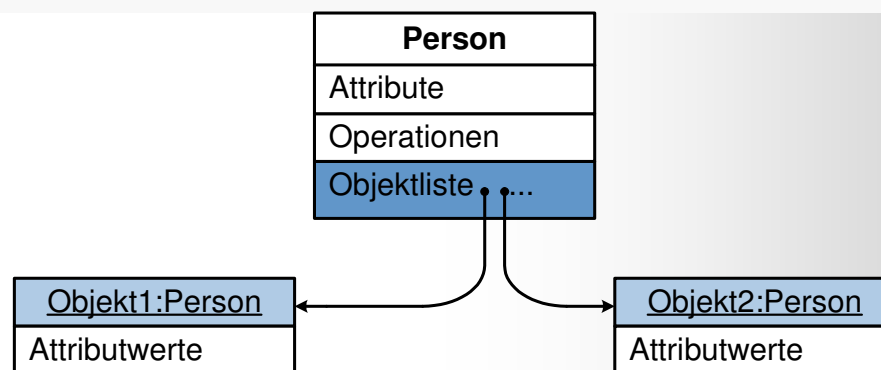 Person
Attribute
Operationen
Objektliste ...
Objekt1:Person
Attributwerte
Objekt2:Person
Attributwerte